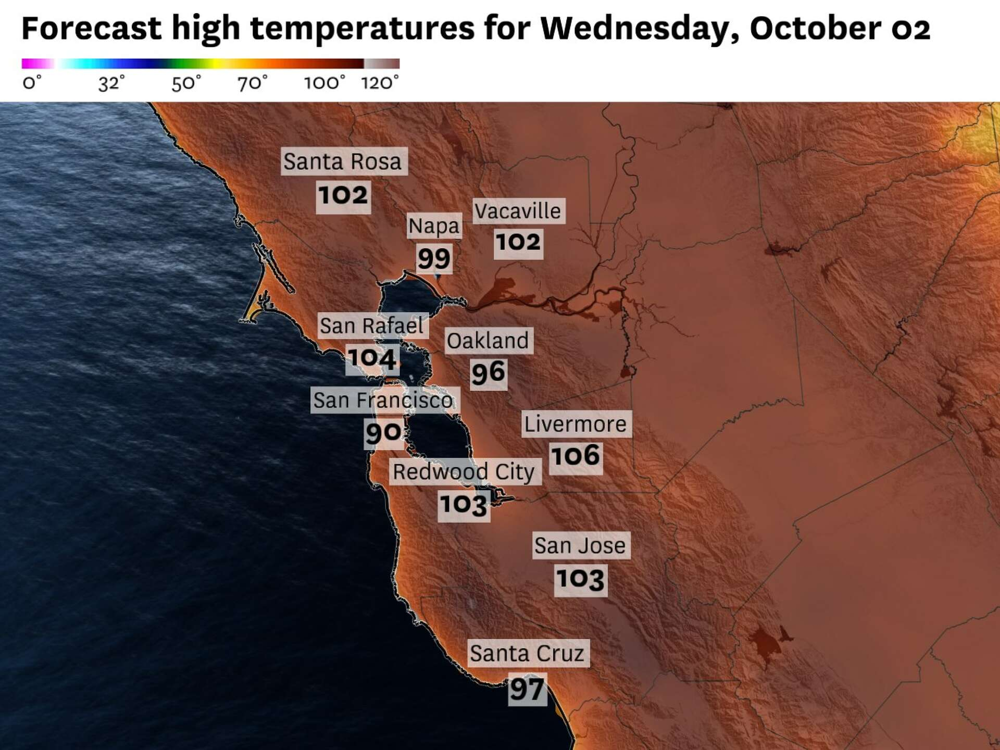 Forecast high temperatures for Wednesday, October 02
0° 32° 50° 70° 100° 120°
Santa Rosa
102
Vacaville
102
Napa
99
San Rafael
104
Oakland
96
San Francisco
90
Livermore
106
Redwood City
103
San Jose
103
Santa Cruz
97